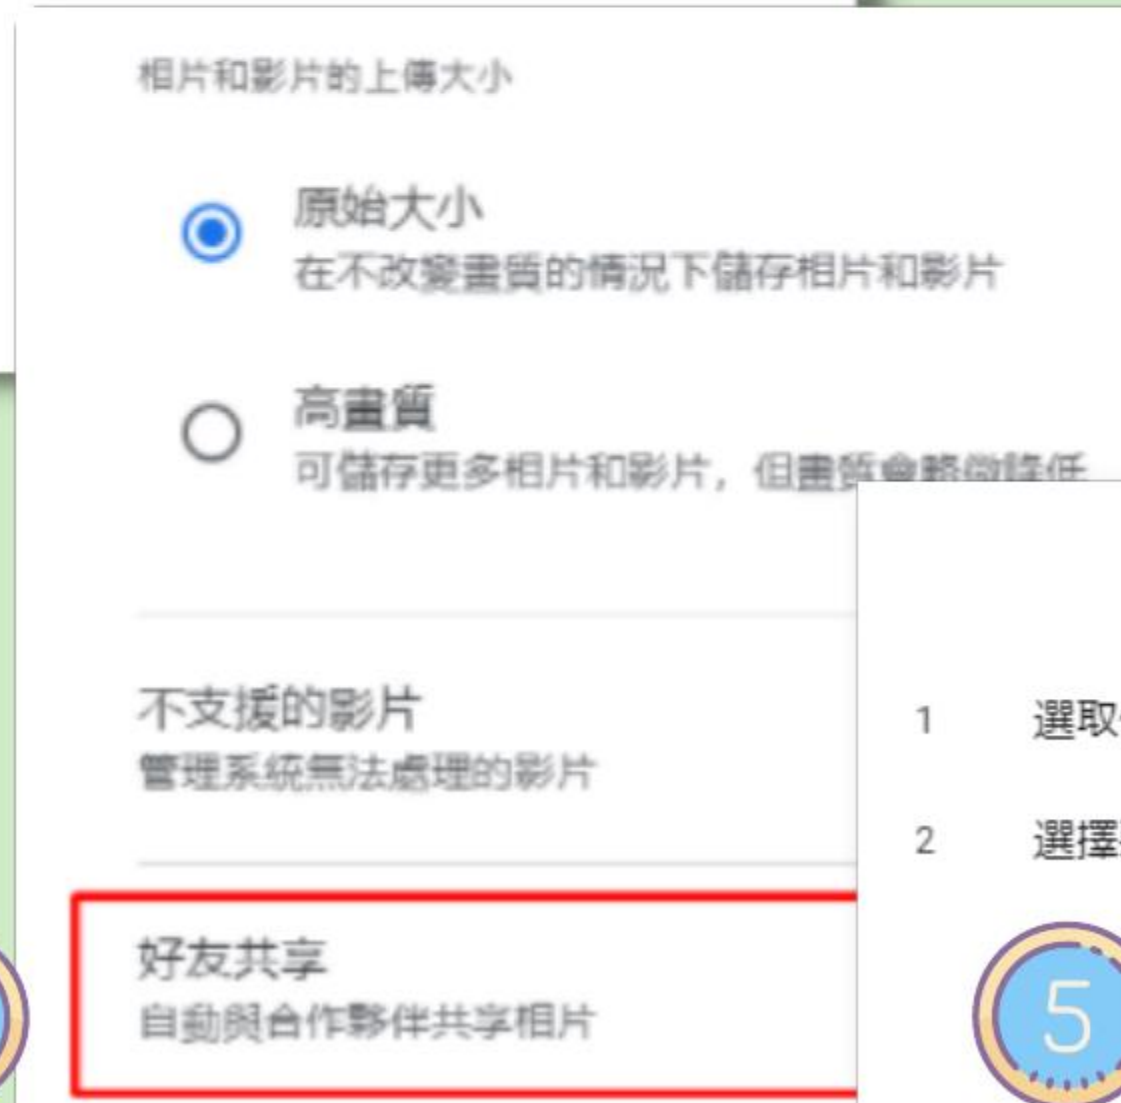 相片和影片的上傳大小
原始大小
在不改變畫質的情況下儲存相片和影片
高畫質
可儲存更多相片和影片，但畫質會略微降低
不支援的影片
管理系統無法處理的影片
好友共享
自動與合作夥伴共享相片
1 選取
2 選擇
5